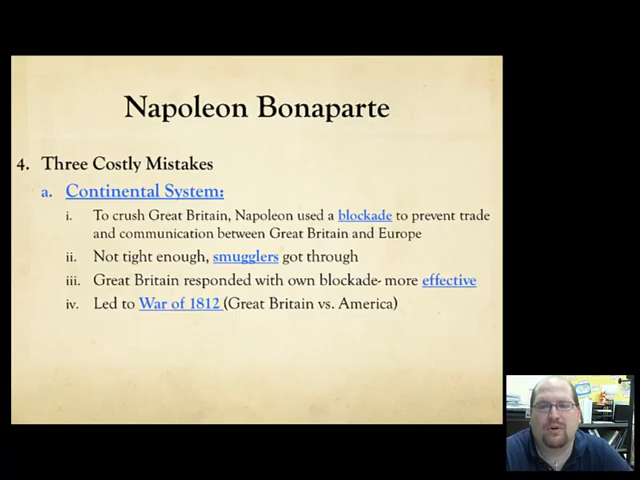 Napoleon Bonaparte
4. Three Costly Mistakes
a. Continental System:
i. To crush Great Britain, Napoleon used a blockade to prevent trade
and communication between Great Britain and Europe
ii. Not tight enough, smugglers got through
iii. Great Britain responded with own blockade- more effective
iv. Led to War of 1812 (Great Britain vs. America)